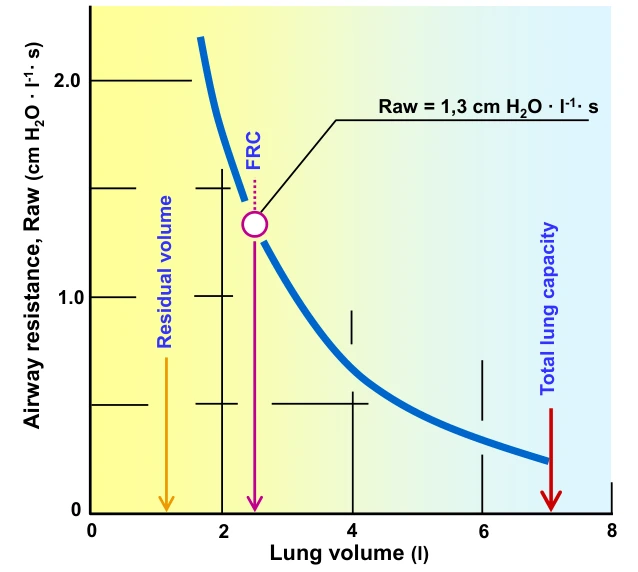 Airway resistance, Raw (cm H₂O · l⁻¹· s)
2.0
1.0
0
Residual volume
FRC
Raw = 1,3 cm H₂O · l⁻¹· s
Total lung capacity
0 2 4 6 8
Lung volume (l)